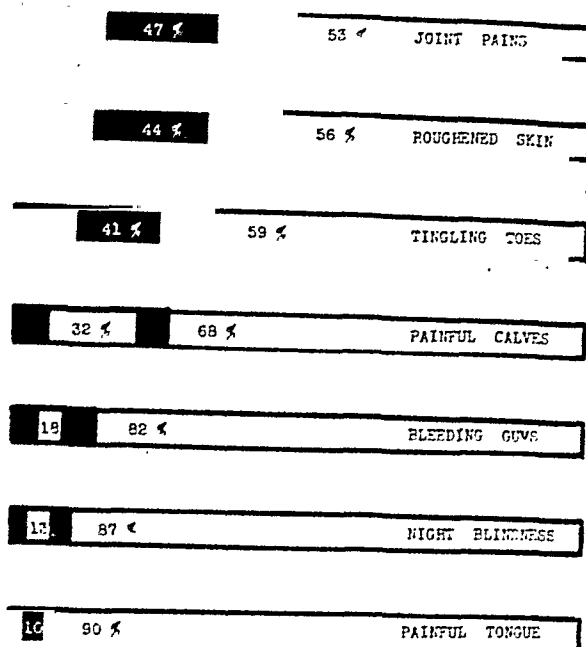 47 % 53 % JOINT PAINS
44 % 56 % ROUGHENED SKIN
41 % 59 % TINGLING TOES
32 % 68 % PAINFUL CALVES
18 82 % BLEEDING GUMS
13 87 % NIGHT BLINDNESS
10 90 % PAINFUL TONGUE